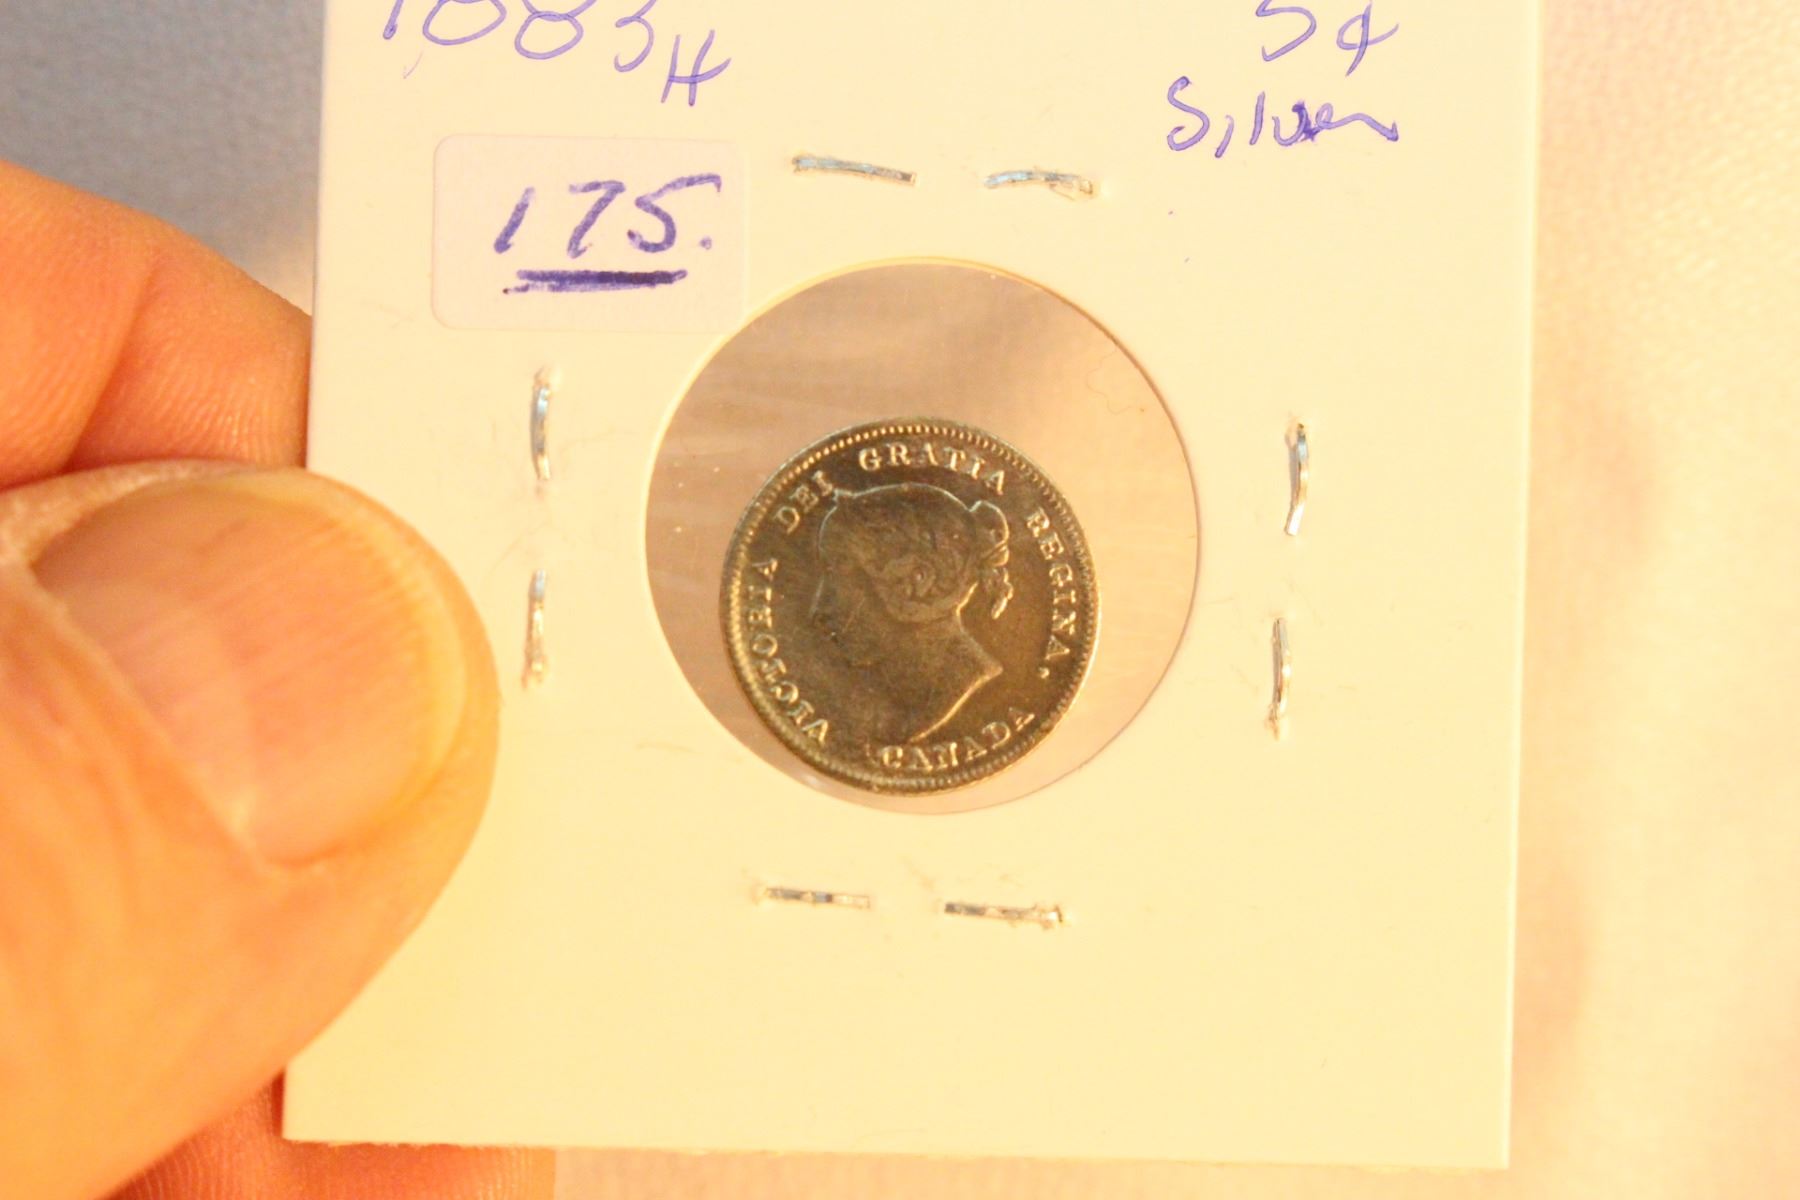 1883H
5¢
Silver
175.
VICTORIA DEI GRATIA REGINA.
CANADA